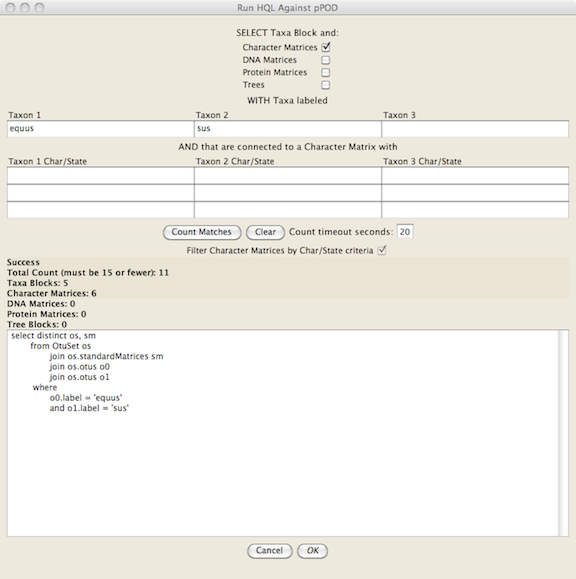 Run HQL Against pPOD
SELECT Taxa Block and:
Character Matrices
DNA Matrices
Protein Matrices
Trees
WITH Taxa labeled
Taxon 1 Taxon 2 Taxon 3
equus sus
AND that are connected to a Character Matrix with
Taxon 1 Char/State Taxon 2 Char/State Taxon 3 Char/State
Count Matches Clear Count timeout seconds: 20
Filter Character Matrices by Char/State criteria
Success
Total Count (must be 15 or fewer): 11
Taxa Blocks: 5
Character Matrices: 6
DNA Matrices: 0
Protein Matrices: 0
Tree Blocks: 0
select distinct os, sm
from OtuSet os
join os.standardMatrices sm
join os.otus o0
join os.otus o1
where
o0.label = 'equus'
and o1.label = 'sus'
Cancel OK